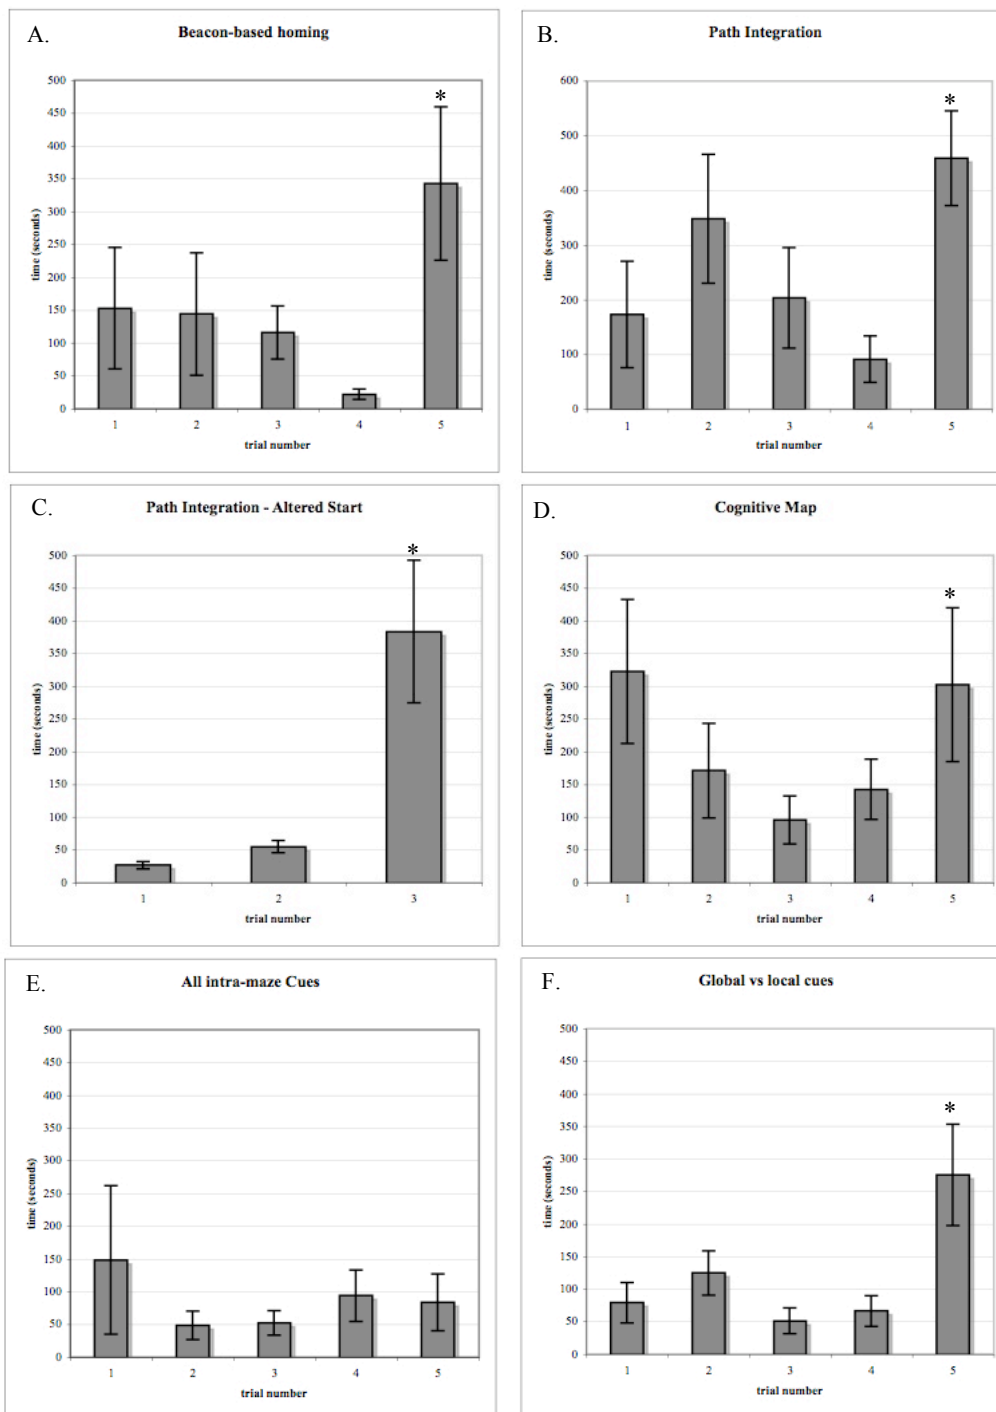 A.
Beacon-based homing
*
500
450
400
350
300
250
200
150
100
50
0
time (seconds)
1 2 3 4 5
trial number
B.
Path Integration
*
600
500
400
300
200
100
0
time (seconds)
1 2 3 4 5
trial number
C.
Path Integration - Altered Start
*
500
450
400
350
300
250
200
150
100
50
0
time (seconds)
1 2 3
trial number
D.
Cognitive Map
*
500
450
400
350
300
250
200
150
100
50
0
time (seconds)
1 2 3 4 5
trial number
E.
All intra-maze Cues
500
450
400
350
300
250
200
150
100
50
0
time (seconds)
1 2 3 4 5
trial number
F.
Global vs local cues
*
500
450
400
350
300
250
200
150
100
50
0
time (seconds)
1 2 3 4 5
trial number